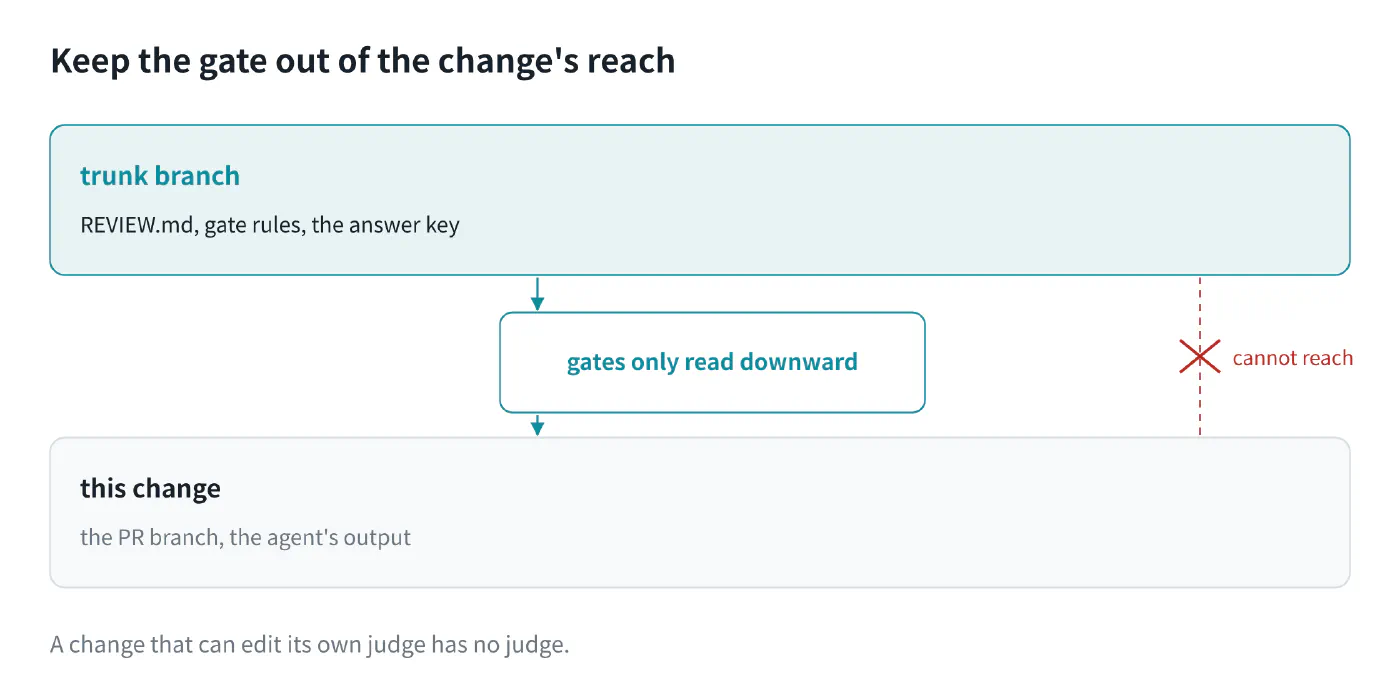 Keep the gate out of the change's reach
trunk branch
REVIEW.md, gate rules, the answer key
gates only read downward
cannot reach
this change
the PR branch, the agent's output
A change that can edit its own judge has no judge.